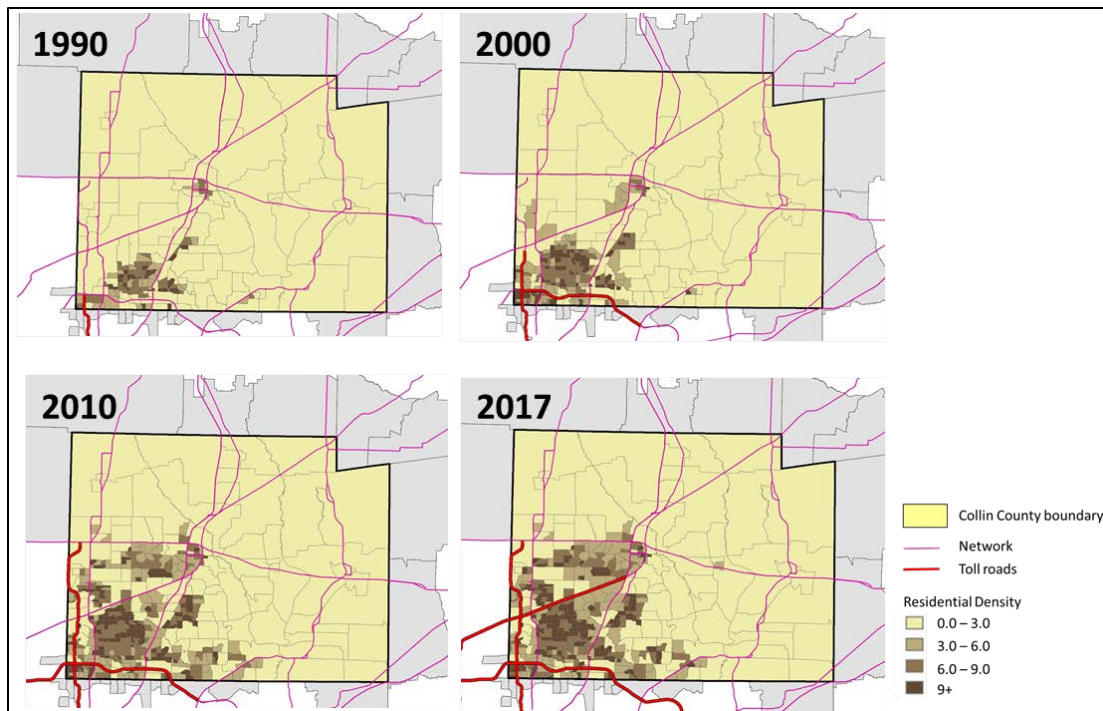 1990
2000
2010
2017
Collin County boundary
Network
Toll roads
Residential Density
0.0 – 3.0
3.0 – 6.0
6.0 – 9.0
9+